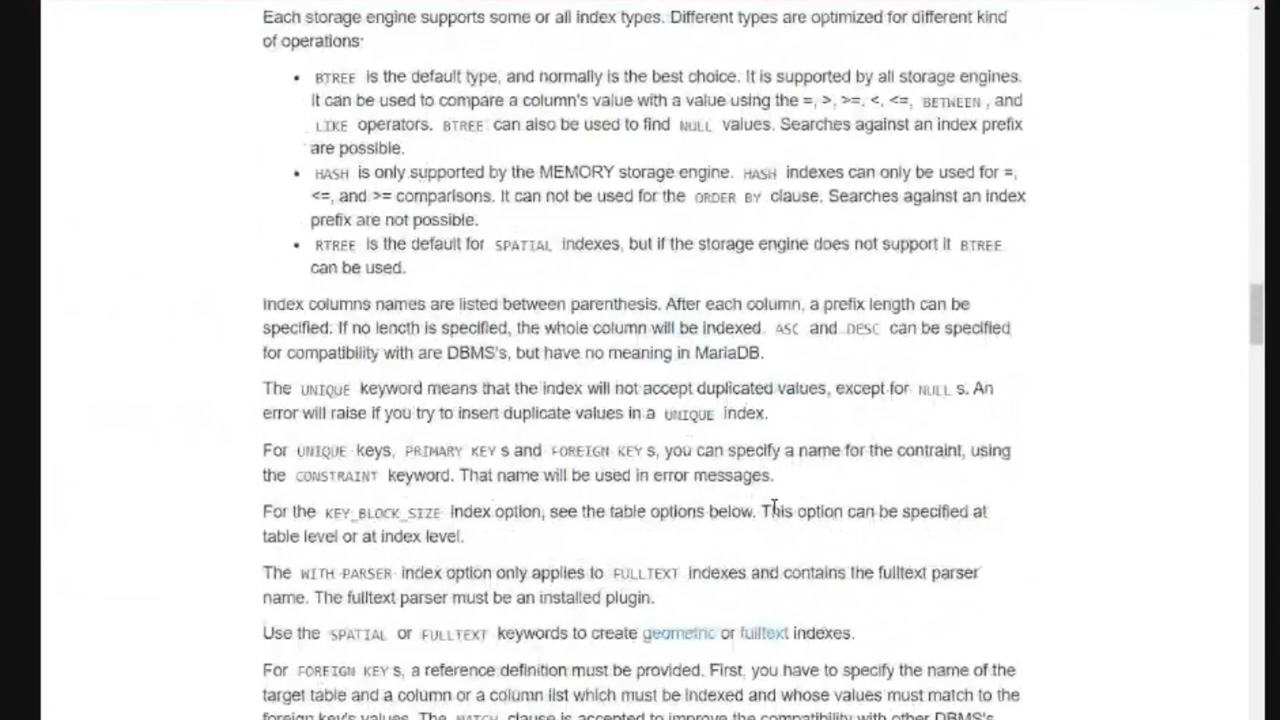 Each storage engine supports some or all index types. Different types are optimized for different kind
of operations:
• BTREE is the default type, and normally is the best choice. It is supported by all storage engines.
It can be used to compare a column's value with a value using the =, >, >=, <, <=, BETWEEN, and
LIKE operators. BTREE can also be used to find NULL values. Searches against an index prefix
are possible.
• HASH is only supported by the MEMORY storage engine. HASH indexes can only be used for =,
<=, and >= comparisons. It can not be used for the ORDER BY clause. Searches against an index
prefix are not possible.
• RTREE is the default for SPATIAL indexes, but if the storage engine does not support it BTREE
can be used.
Index columns names are listed between parenthesis. After each column, a prefix length can be
specified. If no length is specified, the whole column will be indexed. ASC and DESC can be specified
for compatibility with are DBMS's, but have no meaning in MariaDB.
The UNIQUE keyword means that the index will not accept duplicated values, except for NULL s. An
error will raise if you try to insert duplicate values in a UNIQUE index.
For UNIQUE keys, PRIMARY KEY s and FOREIGN KEY s, you can specify a name for the contraint, using
the CONSTRAINT keyword. That name will be used in error messages.
For the KEY_BLOCK_SIZE index option, see the table options below. This option can be specified at
table level or at index level.
The WITH PARSER index option only applies to FULLTEXT indexes and contains the fulltext parser
name. The fulltext parser must be an installed plugin.
Use the SPATIAL or FULLTEXT keywords to create geometric or fulltext indexes.
For FOREIGN KEY s, a reference definition must be provided. First, you have to specify the name of the
target table and a column or a column list which must be indexed and whose values must match to the
foreign key's values. The MATCH clause is accepted to improve the compatibility with other DBMS's